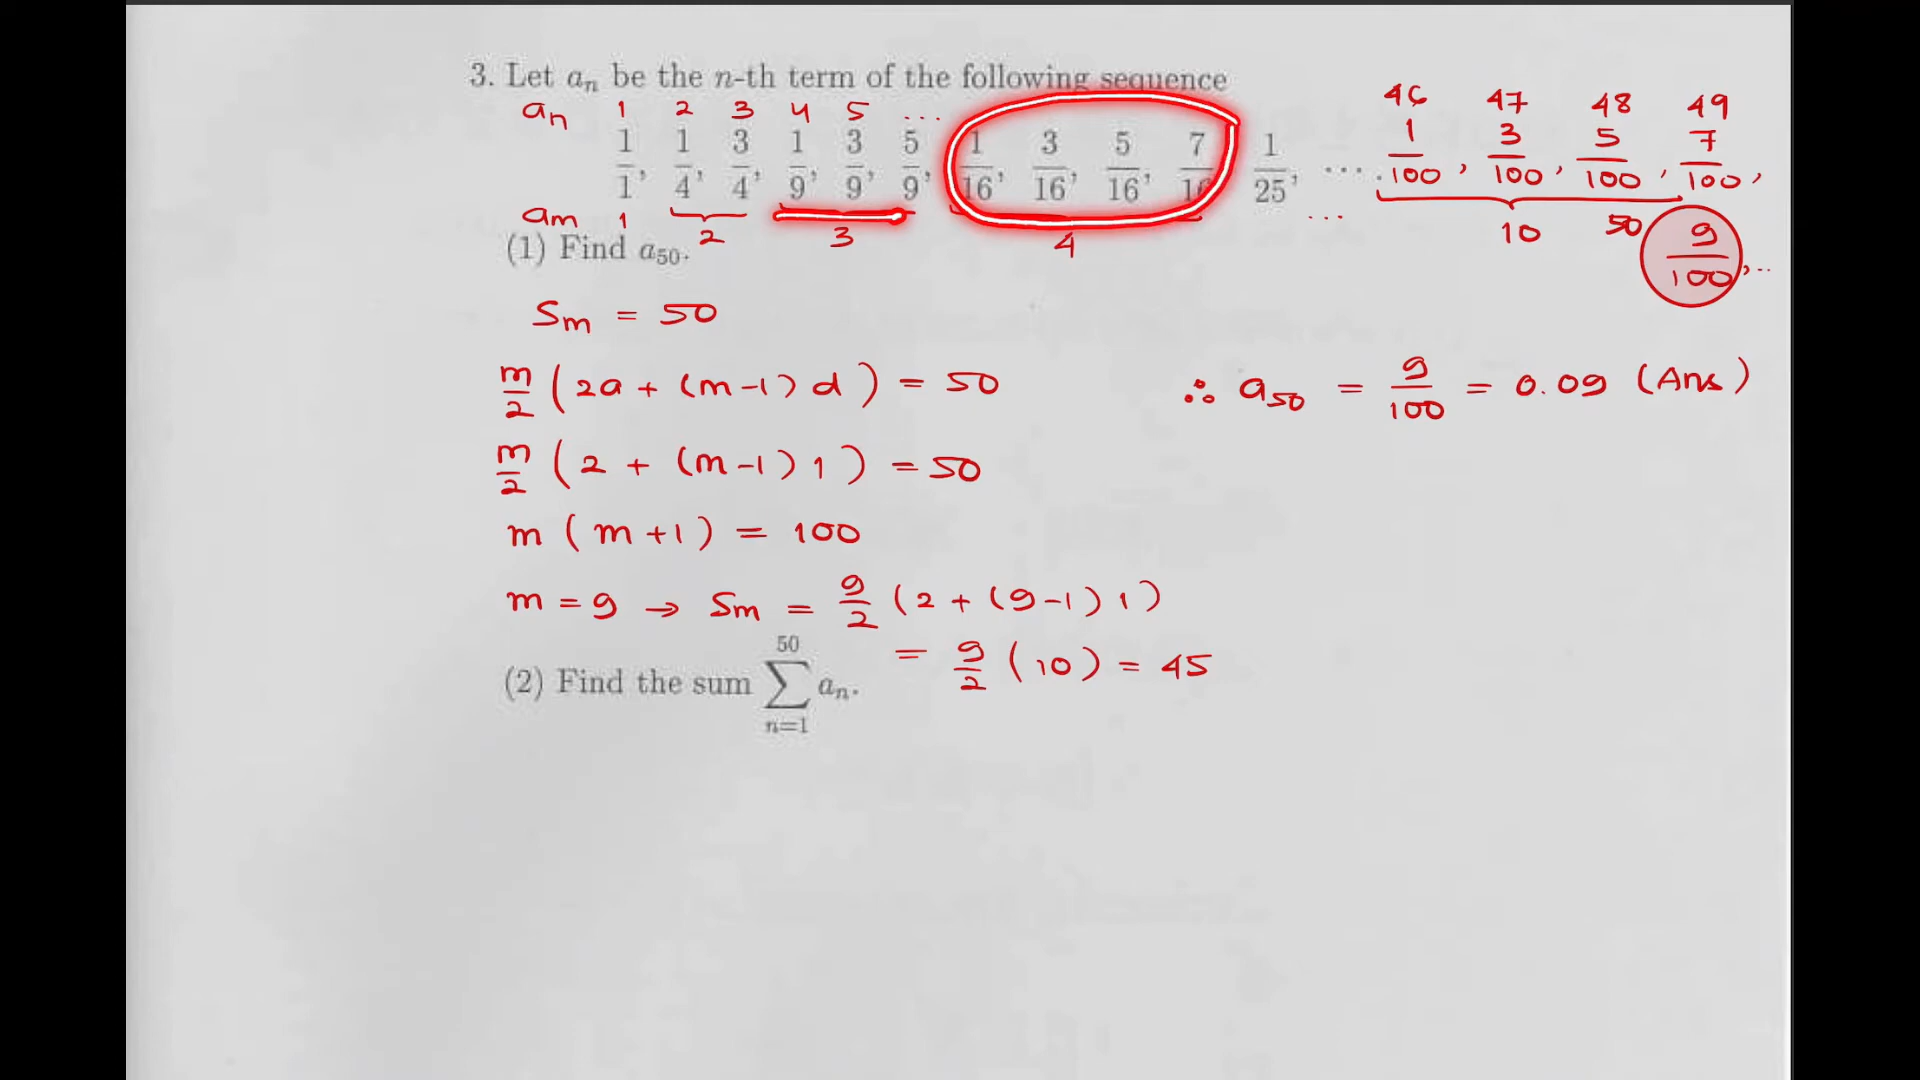 3. Let aₙ be the n-th term of the following sequence
aₙ 1 2 3 4 5 ... 46 47 48 49
1/1, 1/4, 3/4, 1/9, 3/9, 5/9, 1/16, 3/16, 5/16, 7/16 1/25, ..... 1/100, 3/100, 5/100, 7/100,
aₘ 1 2 3 4 ... 10 50 9/100, ..
(1) Find a₅₀.
Sₘ = 50
m/2 (2a + (m-1) d) = 50
∴ a₅₀ = 9/100 = 0.09 (Ans)
m/2 (2 + (m-1) 1) = 50
m (m+1) = 100
m = 9 → Sₘ = 9/2 (2 + (9-1) 1)
= 9/2 (10) = 45
(2) Find the sum ∑_{n=1}^{50} aₙ.